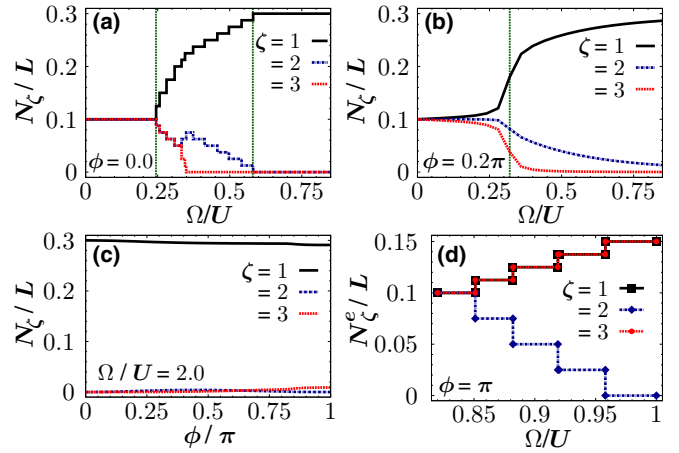 (a)
N_ζ / L
0.3
0.2
0.1
0
ζ = 1
= 2
= 3
ϕ = 0.0
0 0.25 0.5 0.75
Ω/U
(b)
N_ζ / L
0.3
0.2
0.1
0
ζ = 1
= 2
= 3
ϕ = 0.2π
0 0.25 0.5 0.75
Ω/U
(c)
N_ζ / L
0.3
0.2
0.1
0
ζ = 1
= 2
= 3
Ω / U = 2.0
0 0.25 0.5 0.75 1
ϕ / π
(d)
N_ζ^e / L
0.15
0.1
0.05
0
ζ = 1
= 2
= 3
ϕ = π
0.85 0.9 0.95 1
Ω/U